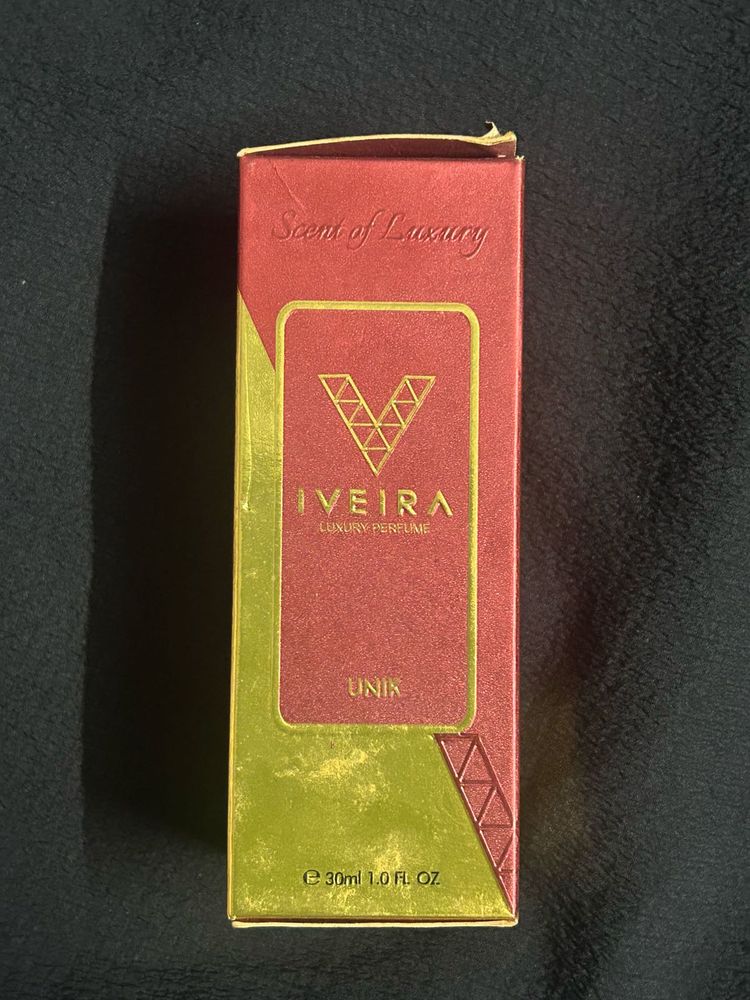 Scent of Luxury
IVEIRA
LUXURY PERFUME
UNIK
℮ 30ml 1.0 FL. OZ.